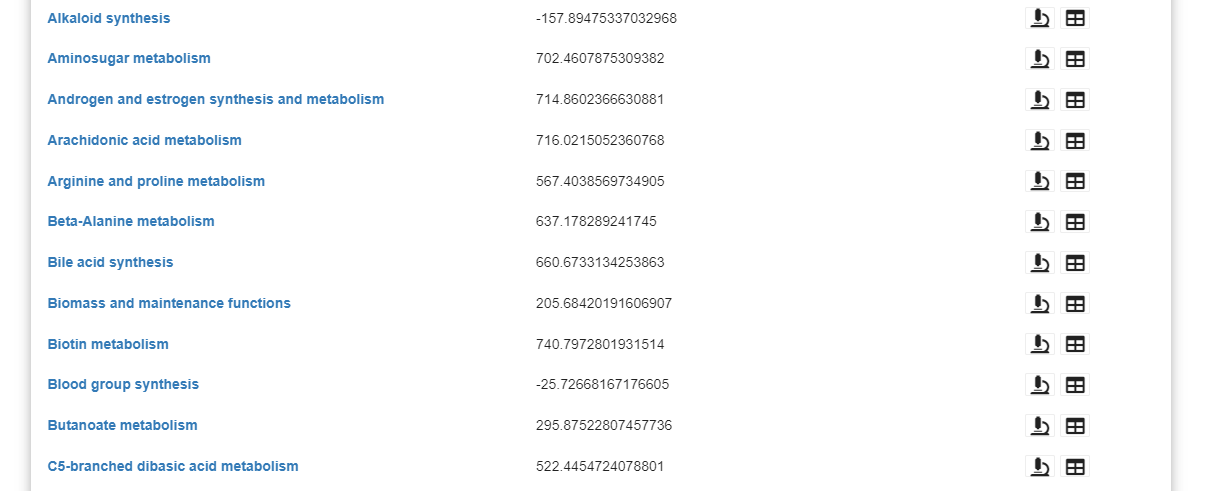 Alkaloid synthesis -157.89475337032968
Aminosugar metabolism 702.4607875309382
Androgen and estrogen synthesis and metabolism 714.8602366630881
Arachidonic acid metabolism 716.0215052360768
Arginine and proline metabolism 567.4038569734905
Beta-Alanine metabolism 637.178289241745
Bile acid synthesis 660.6733134253863
Biomass and maintenance functions 205.68420191606907
Biotin metabolism 740.7972801931514
Blood group synthesis -25.72668167176605
Butanoate metabolism 295.87522807457736
C5-branched dibasic acid metabolism 522.4454724078801